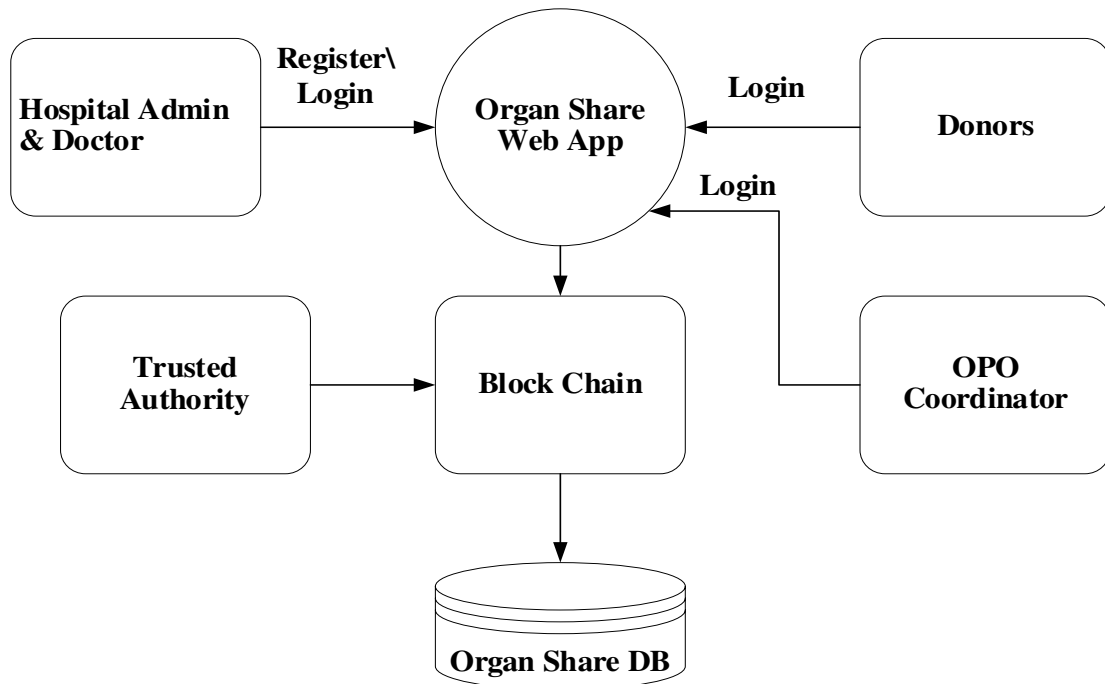 Register\
Login
Hospital Admin
& Doctor
Organ Share
Web App
Login
Donors
Login
Trusted
Authority
Block Chain
OPO
Coordinator
Organ Share DB